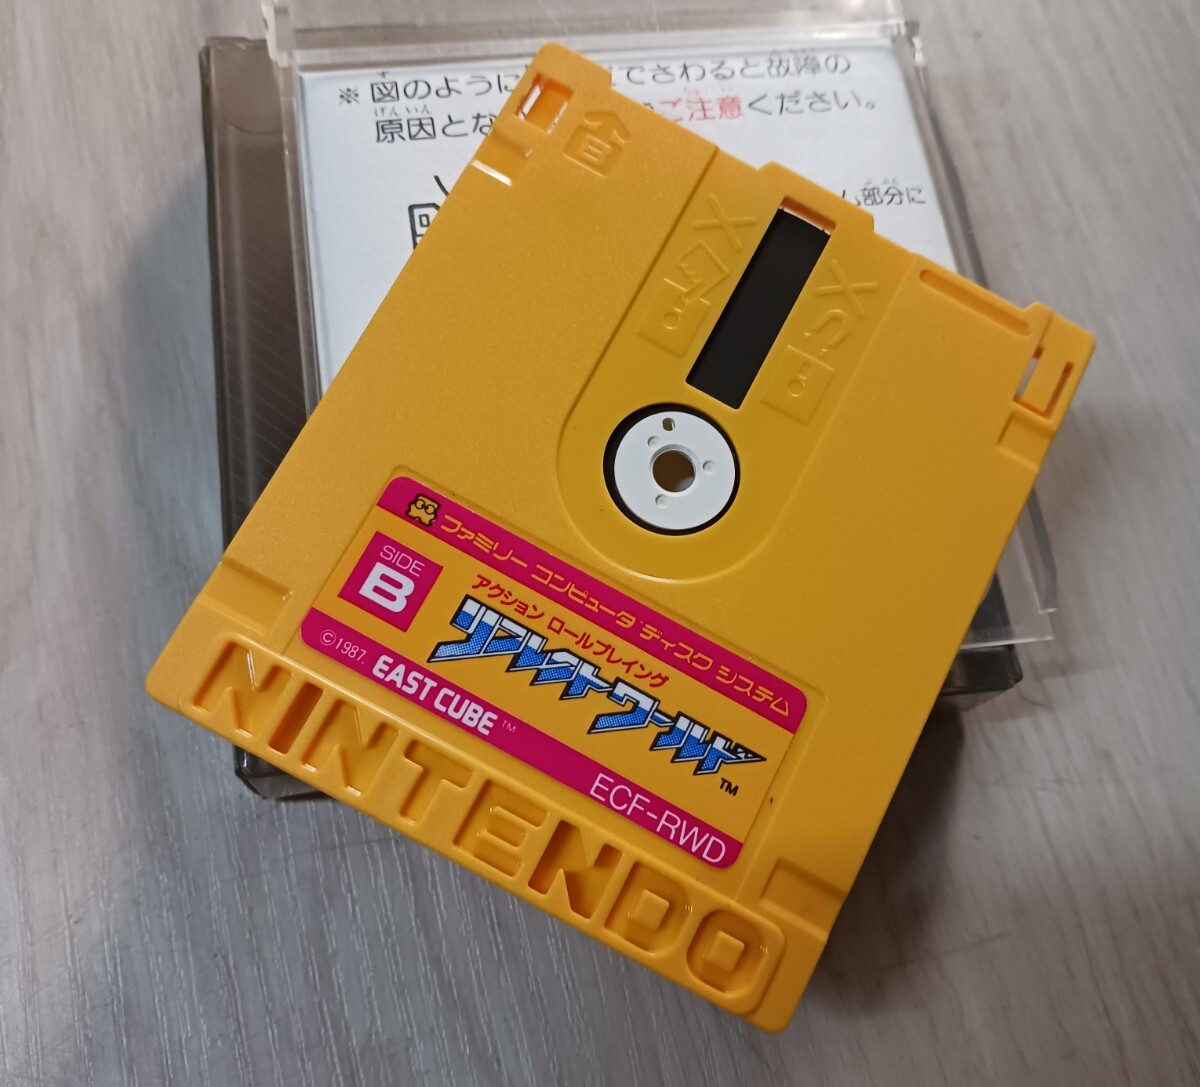 ※ 図のように でさわると故障の
原因とな ご注意ください。
部分に
B
ファミリー コンピュータ ディスク システム
SIDE
B
アクション ロールプレイング
リフレクトワールド™
©1987. EAST CUBE™
ECF-RWD
NINTENDO